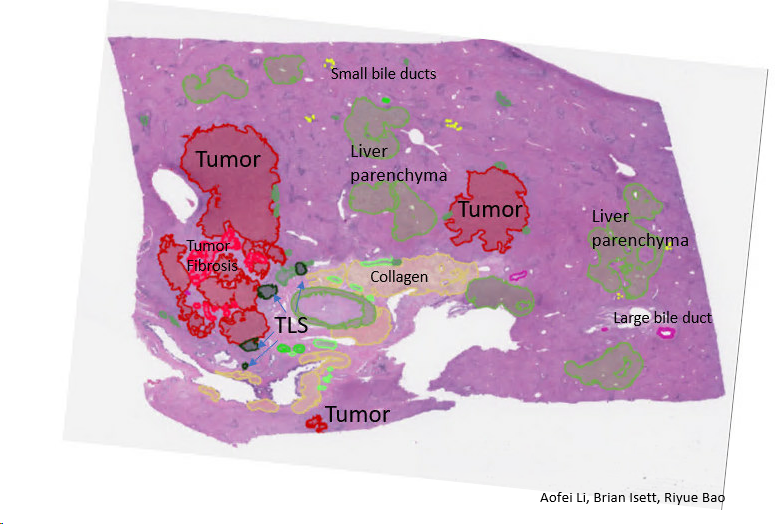 Small bile ducts
Tumor
Liver
parenchyma
Tumor
Liver
parenchyma
Tumor
Fibrosis
Collagen
TLS
Large bile duct
Tumor
Aofei Li, Brian Isett, Riyue Bao